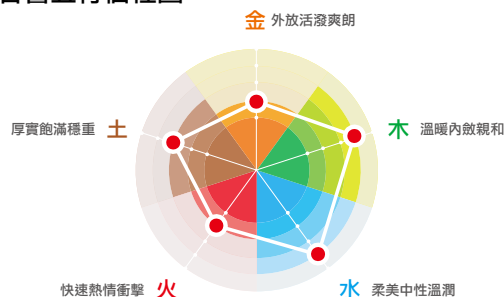 金 外放活潑爽朗
土 厚實飽滿穩重
木 溫暖內斂親和
火 快速熱情衝擊
水 柔美中性溫潤